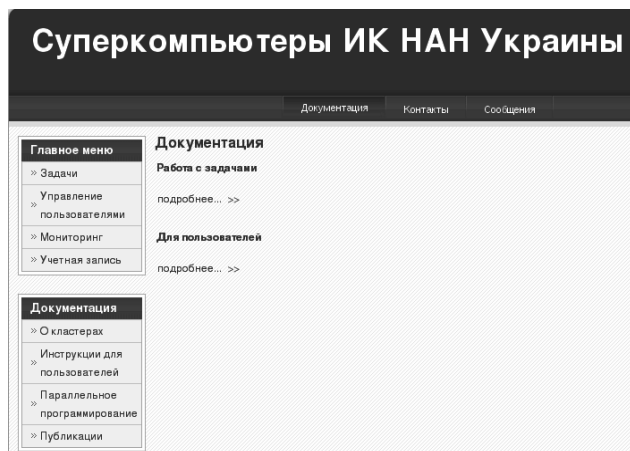 Суперкомпьютеры ИК НАН Украины
Документация
Контакты
Сообщения
Главное меню
» Задачи
» Управление
пользователями
» Мониторинг
» Учетная запись
Документация
» О кластерах
» Инструкции для
пользователей
» Параллельное
программирование
» Публикации
Документация
Работа с задачами
подробнее... >>
Для пользователей
подробнее... >>